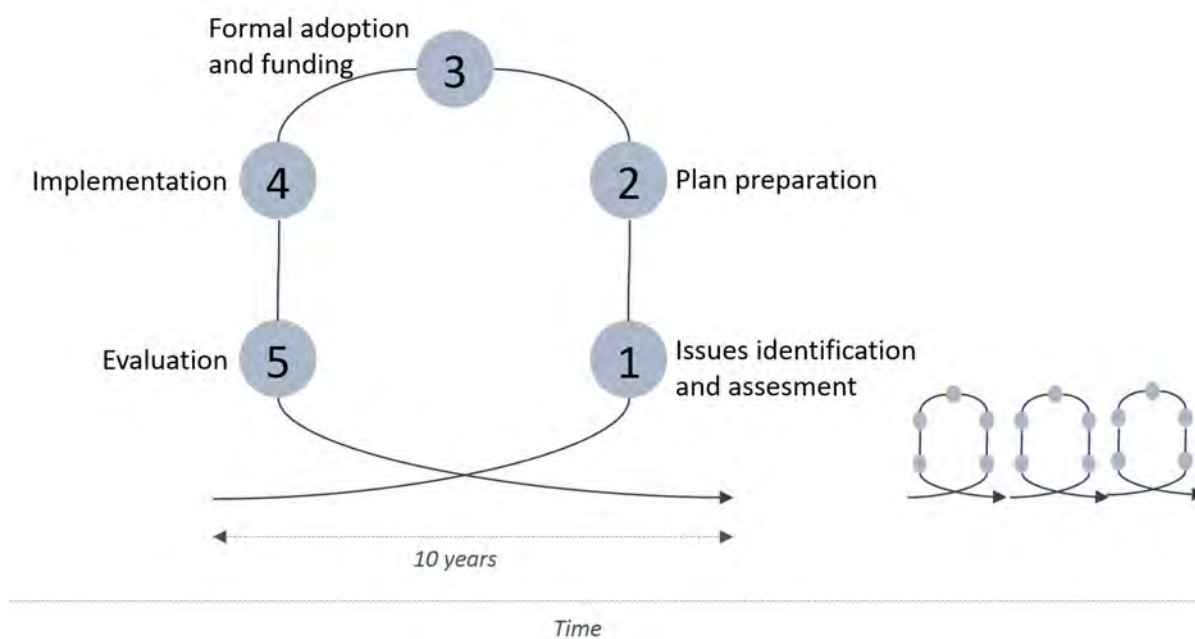 Formal adoption
and funding
3
Implementation
4
2
Plan preparation
Evaluation
5
1
Issues identification
and assesment
10 years
Time